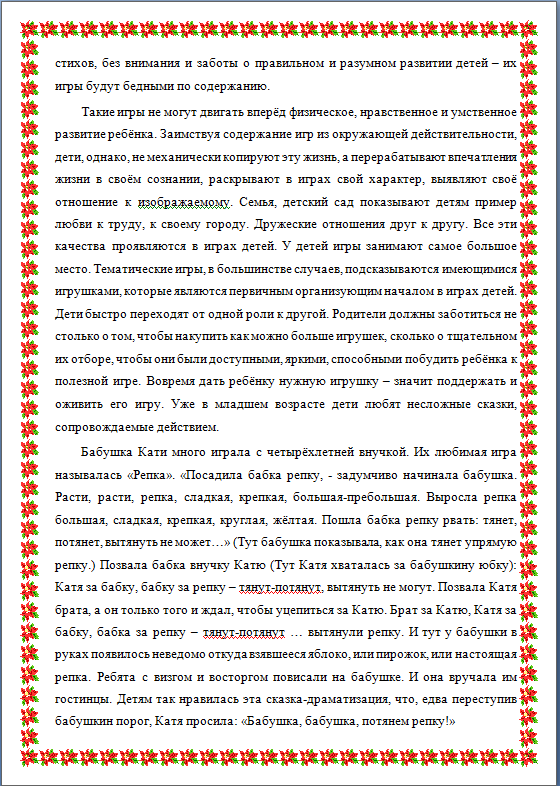 стихов, без внимания и заботы о правильном и разумном развитии детей – их
игры будут бедными по содержанию.
Такие игры не могут двигать вперёд физическое, нравственное и умственное
развитие ребёнка. Заимствуя содержание игр из окружающей действительности,
дети, однако, не механически копируют эту жизнь, а перерабатывают впечатления
жизни в своём сознании, раскрывают в играх свой характер, выявляют своё
отношение к изображаемому. Семья, детский сад показывают детям пример
любви к труду, к своему городу. Дружеские отношения друг к другу. Все эти
качества проявляются в играх детей. У детей игры занимают самое большое
место. Тематические игры, в большинстве случаев, подсказываются имеющимися
игрушками, которые являются первичным организующим началом в играх детей.
Дети быстро переходят от одной роли к другой. Родители должны заботиться не
столько о том, чтобы накупить как можно больше игрушек, сколько о тщательном
их отборе, чтобы они были доступными, яркими, способными побудить ребёнка к
полезной игре. Вовремя дать ребёнку нужную игрушку – значит поддержать и
оживить его игру. Уже в младшем возрасте дети любят несложные сказки,
сопровождаемые действием.
Бабушка Кати много играла с четырёхлетней внучкой. Их любимая игра
называлась «Репка». «Посадила бабка репку, - задумчиво начинала бабушка.
Расти, расти, репка, сладкая, крепкая, большая-пребольшая. Выросла репка
большая, сладкая, крепкая, круглая, жёлтая. Пошла бабка репку рвать: тянет,
потянет, вытянуть не может…» (Тут бабушка показывала, как она тянет упрямую
репку.) Позвала бабка внучку Катю (Тут Катя хваталась за бабушкину юбку):
Катя за бабку, бабку за репку – тянут-потянут, вытянуть не могут. Позвала Катя
брата, а он только того и ждал, чтобы уцепиться за Катю. Брат за Катю, Катя за
бабку, бабка за репку – тянут-потянут … вытянули репку. И тут у бабушки в
руках появилось неведомо откуда взявшееся яблоко, или пирожок, или настоящая
репка. Ребята с визгом и восторгом повисали на бабушке. И она вручала им
гостинцы. Детям так нравилась эта сказка-драматизация, что, едва переступив
бабушкин порог, Катя просила: «Бабушка, бабушка, потянем репку!»